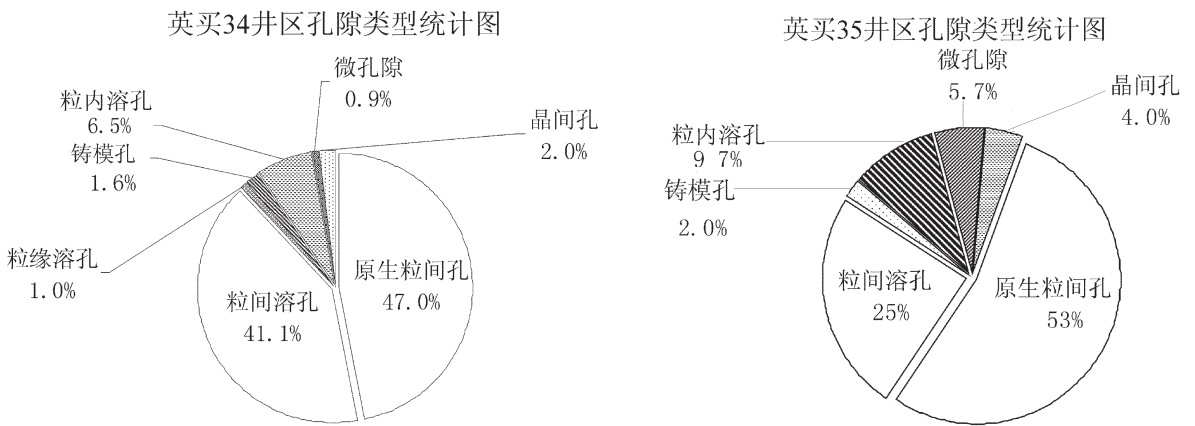 英买34井区孔隙类型统计图
微孔隙
0.9%
粒内溶孔
6.5%
晶间孔
2.0%
铸模孔
1.6%
粒缘溶孔
1.0%
原生粒间孔
47.0%
粒间溶孔
41.1%
英买35井区孔隙类型统计图
微孔隙
5.7%
晶间孔
4.0%
粒内溶孔
9 7%
铸模孔
2.0%
粒间溶孔
25%
原生粒间孔
53%